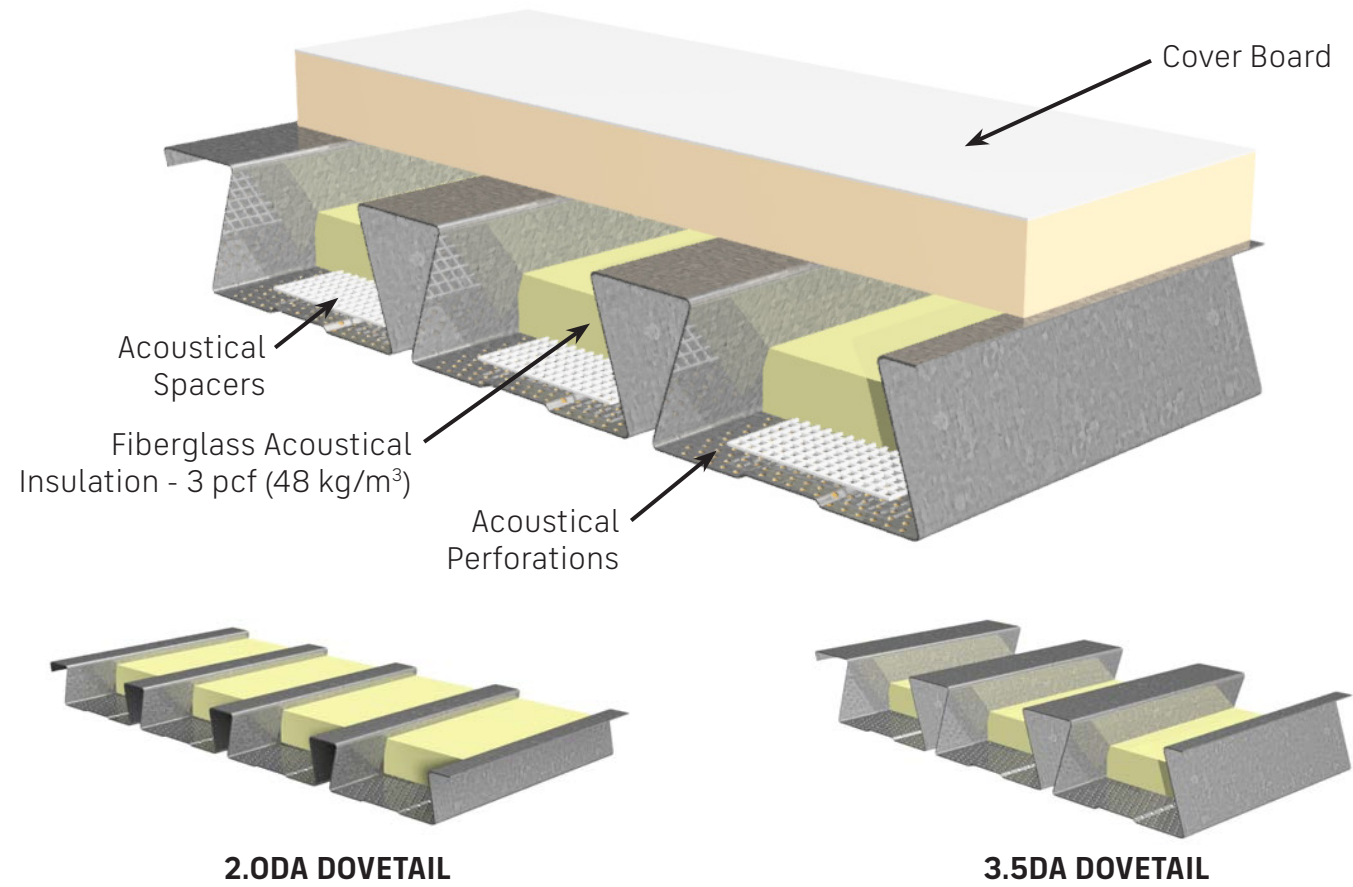 Cover Board
Acoustical
Spacers
Fiberglass Acoustical
Insulation - 3 pcf (48 kg/m³)
Acoustical
Perforations
2.0DA DOVETAIL
3.5DA DOVETAIL